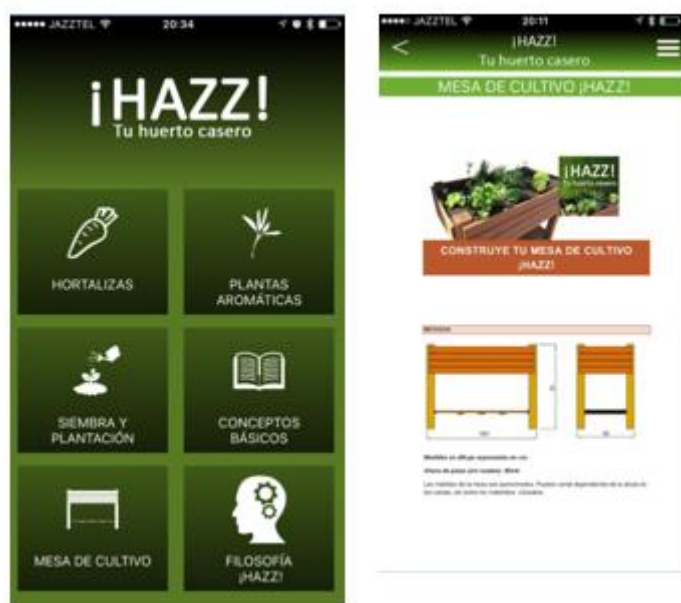 JAZZTEL 20:34
¡HAZZ!
Tu huerto casero
HORTALIZAS
PLANTAS
AROMÁTICAS
SIEMBRA Y
PLANTACIÓN
CONCEPTOS
BÁSICOS
MESA DE CULTIVO
FILOSOFÍA
¡HAZZ!
JAZZTEL 20:11
<
¡HAZZ!
Tu huerto casero
MESA DE CULTIVO ¡HAZZ!
¡HAZZ!
Tu huerto casero
CONSTRUYE TU MESA DE CULTIVO
¡HAZZ!
MEDIDAS